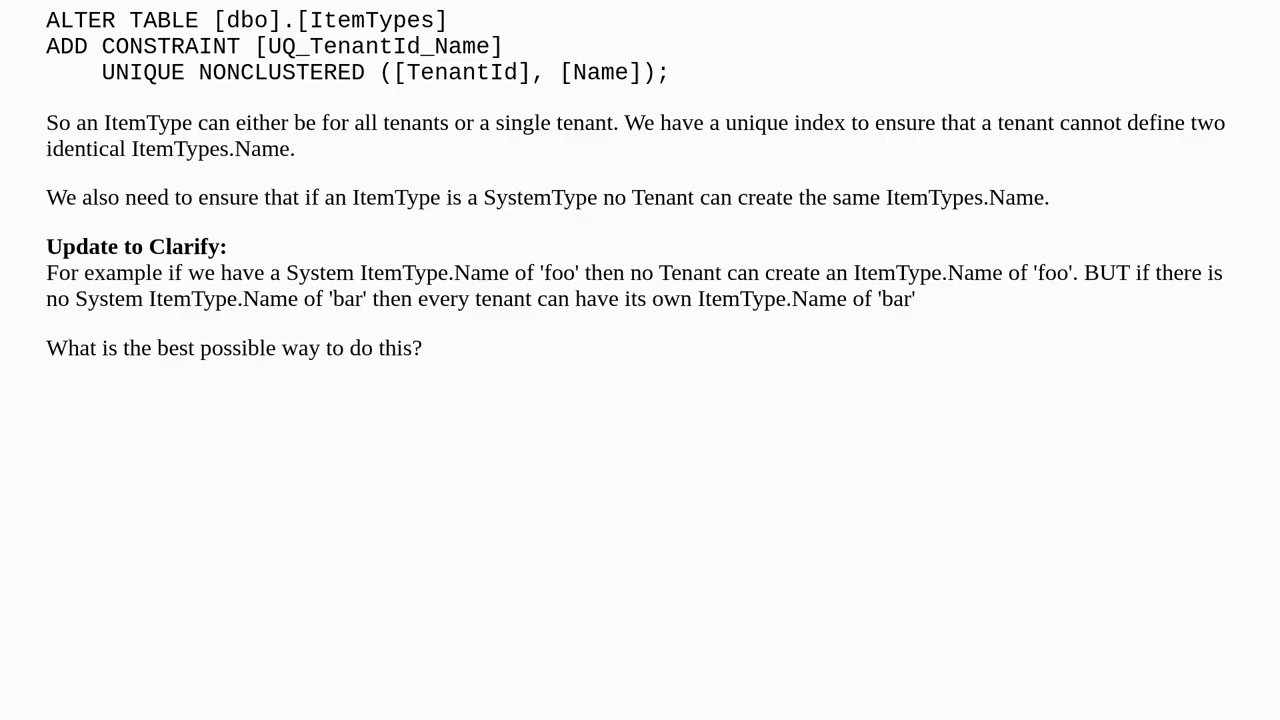 ALTER TABLE [dbo].[ItemTypes]
ADD CONSTRAINT [UQ_TenantId_Name]
    UNIQUE NONCLUSTERED ([TenantId], [Name]);
So an ItemType can either be for all tenants or a single tenant. We have a unique index to ensure that a tenant cannot define two
identical ItemTypes.Name.
We also need to ensure that if an ItemType is a SystemType no Tenant can create the same ItemTypes.Name.
Update to Clarify:
For example if we have a System ItemType.Name of 'foo' then no Tenant can create an ItemType.Name of 'foo'. BUT if there is
no System ItemType.Name of 'bar' then every tenant can have its own ItemType.Name of 'bar'
What is the best possible way to do this?